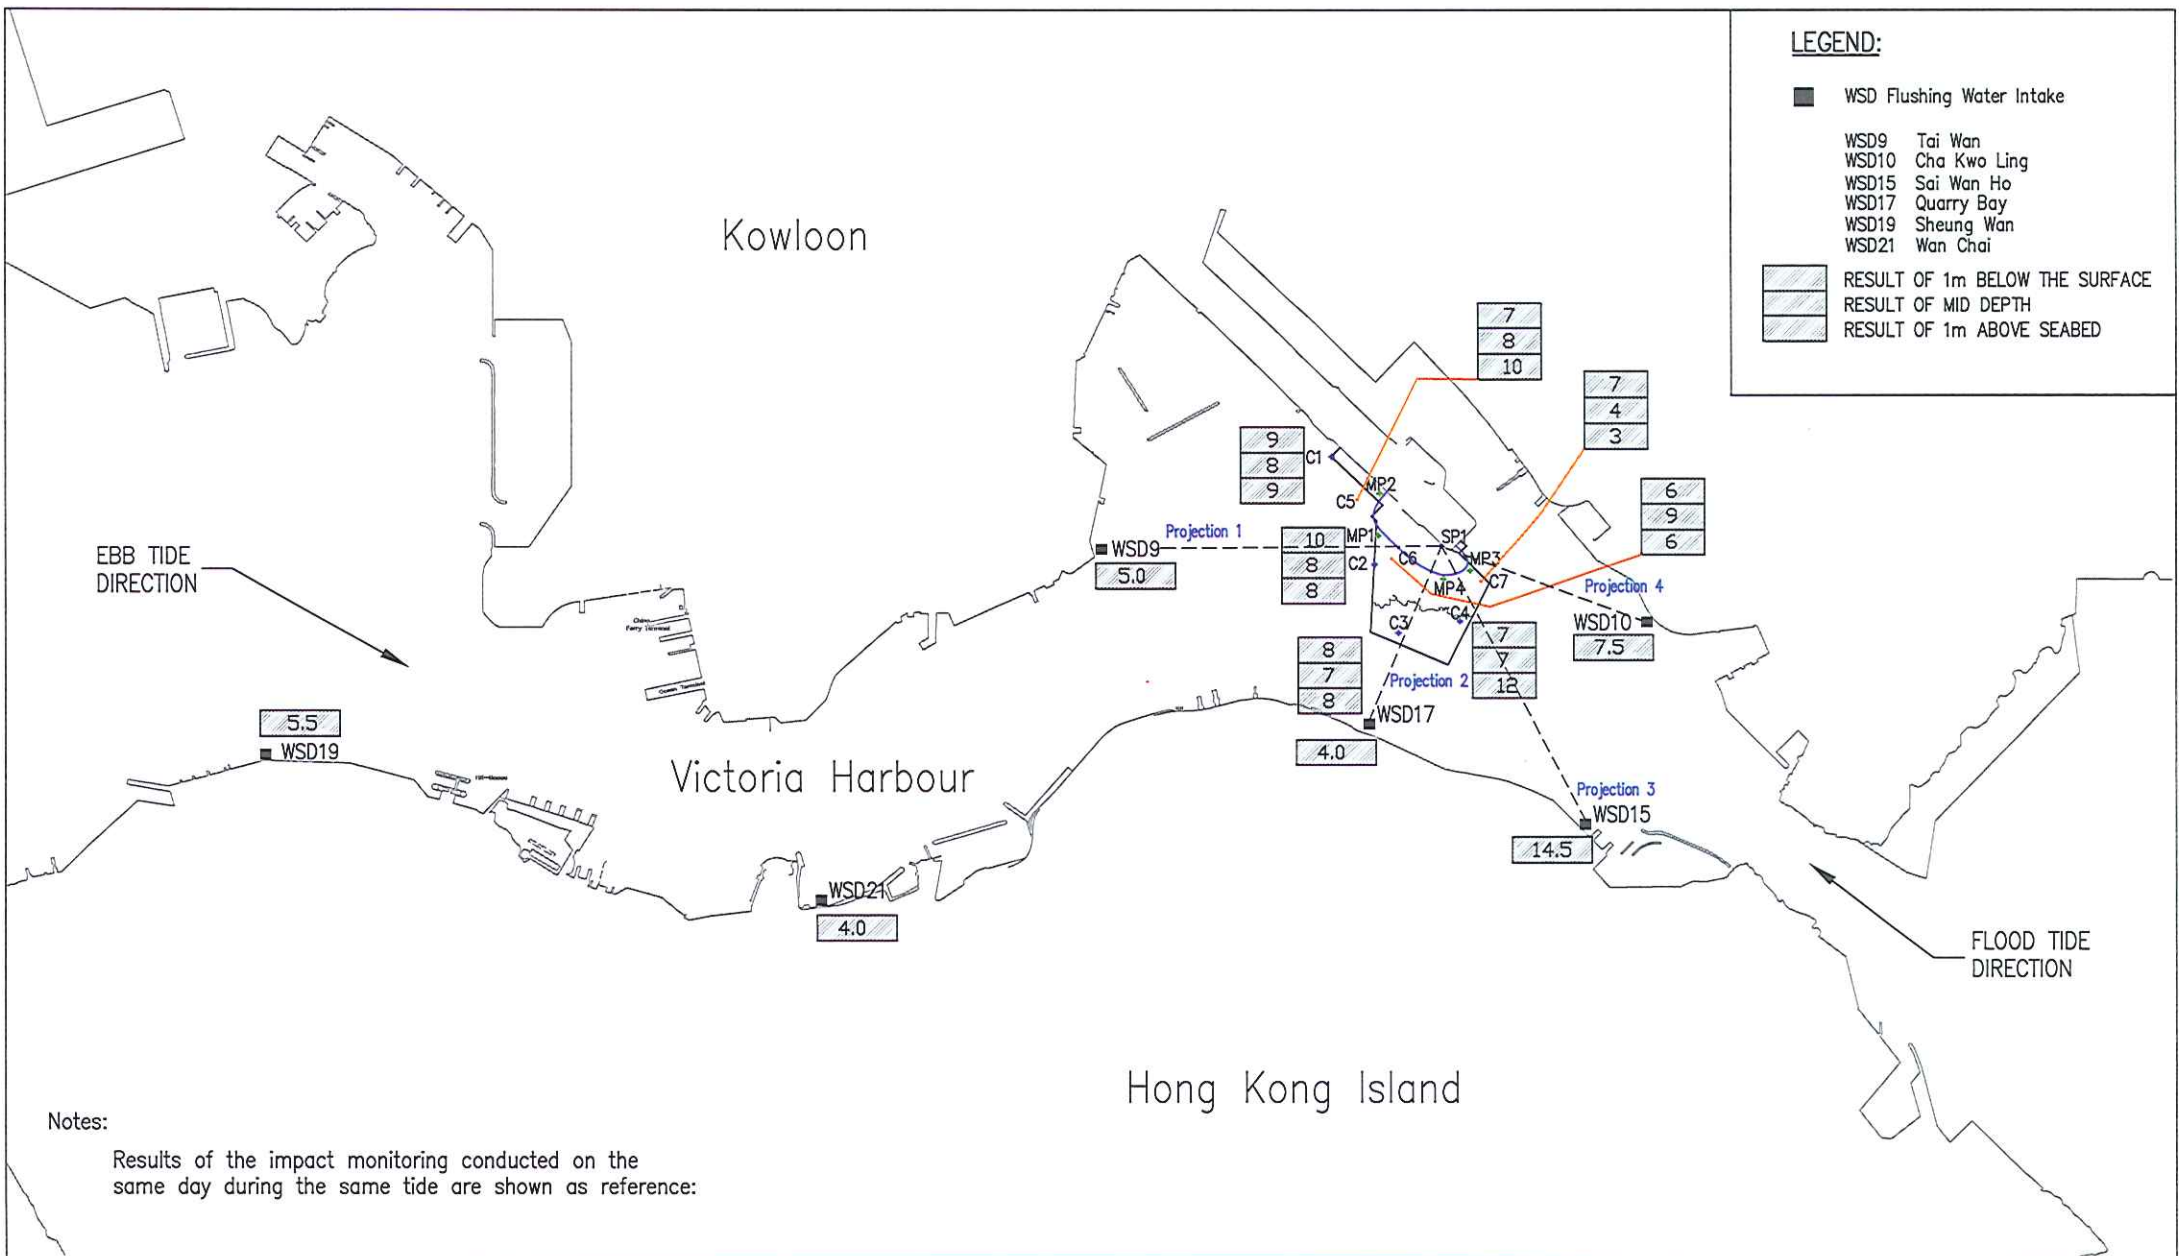 LEGEND:
WSD Flushing Water Intake
WSD9 Tai Wan
WSD10 Cha Kwo Ling
WSD15 Sai Wan Ho
WSD17 Quarry Bay
WSD19 Sheung Wan
WSD21 Wan Chai
RESULT OF 1m BELOW THE SURFACE
RESULT OF MID DEPTH
RESULT OF 1m ABOVE SEABED
Kowloon
7
8
10
7
4
3
9
8
9
C1
MP2
C5
6
9
6
EBB TIDE
DIRECTION
WSD9
5.0
Projection 1
10
8
8
MP1
C2
SP1
C6
MP3
C7
MP4
Projection 4
C4
C3
WSD10
7.5
China
Ferry Terminal
Ocean Terminal
8
7
8
Projection 2
7
7
12
WSD17
4.0
5.5
WSD19
Victoria Harbour
Projection 3
WSD15
14.5
WSD21
4.0
FLOOD TIDE
DIRECTION
Hong Kong Island
Notes:
Results of the impact monitoring conducted on the
same day during the same tide are shown as reference: